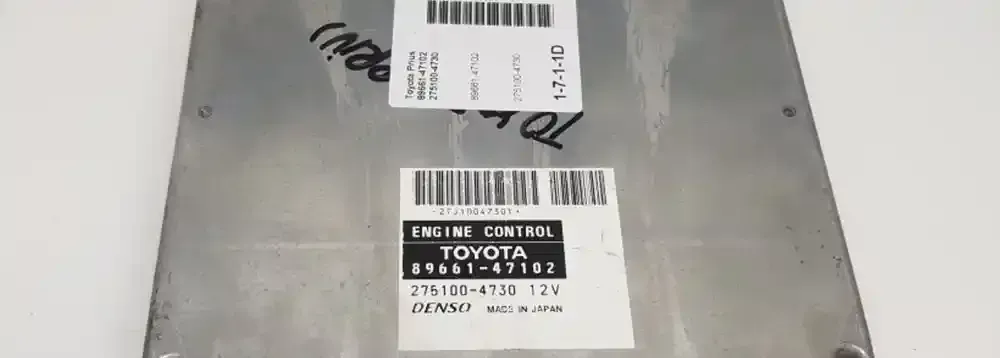 Toyota Prius
89661-47102
275100-4730
89661-47102
275100-4730
1-7-1-1D
ENGINE CONTROL
TOYOTA
89661-47102
275100-4730 12V
DENSO MADE IN JAPAN